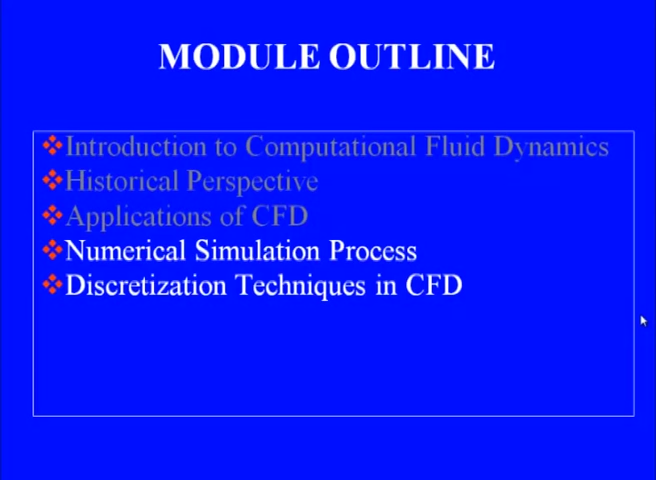 MODULE OUTLINE
Introduction to Computational Fluid Dynamics
Historical Perspective
Applications of CFD
Numerical Simulation Process
Discretization Techniques in CFD